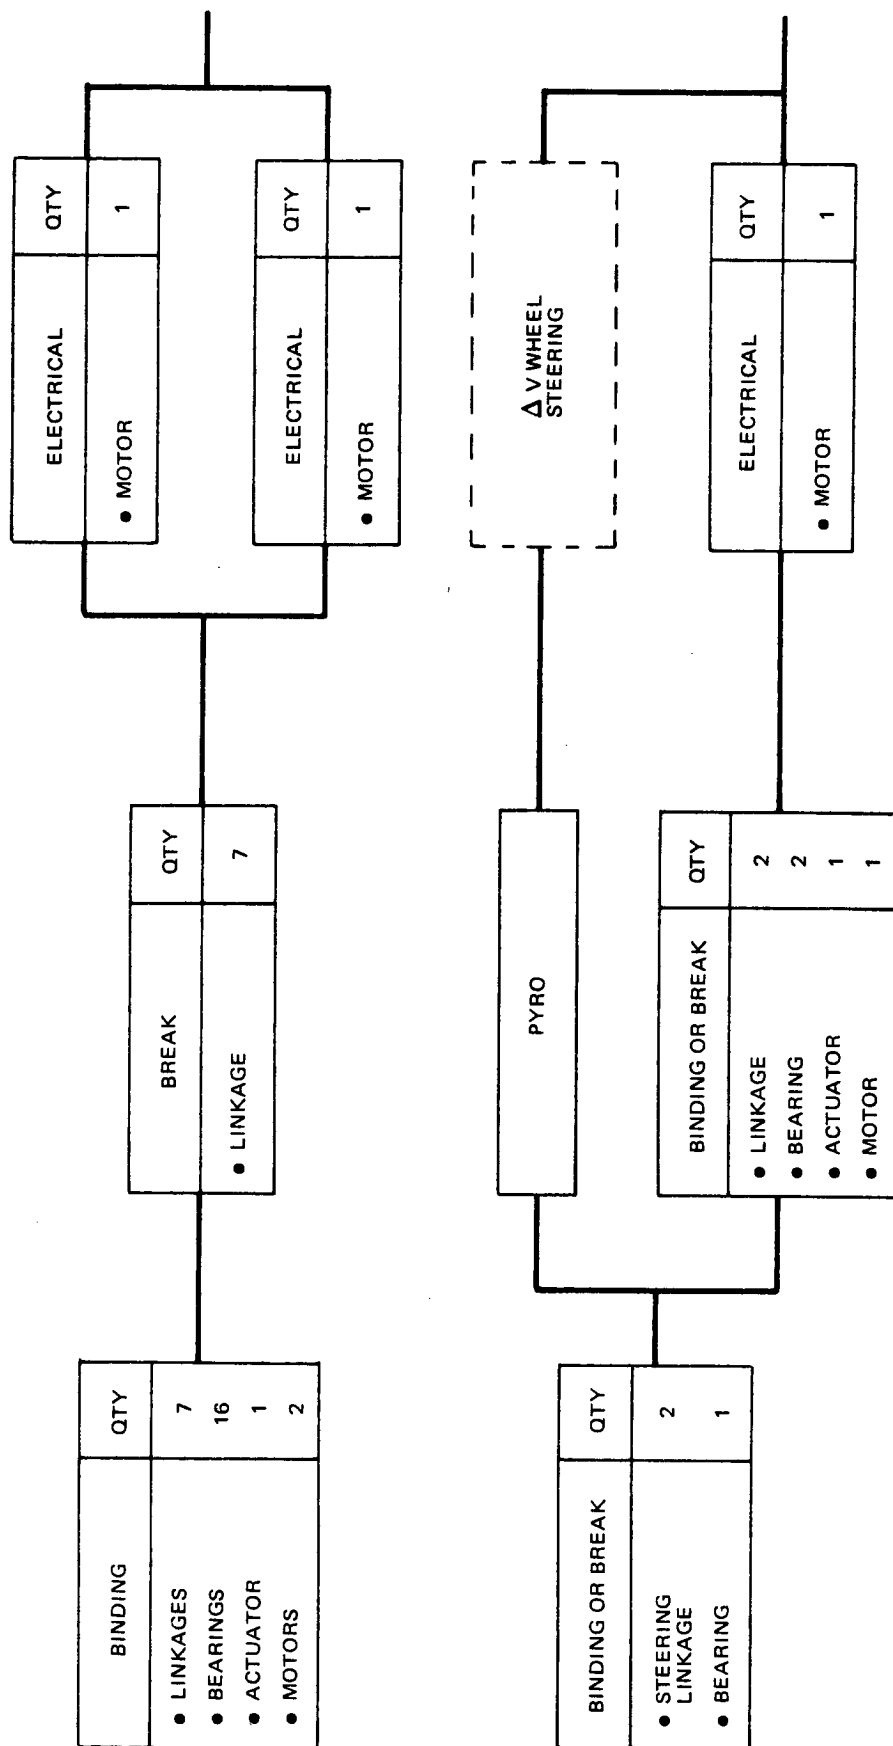 BINDING QTY
• LINKAGES 7
• BEARINGS 16
• ACTUATOR 1
• MOTORS 2
BREAK QTY
• LINKAGE 7
ELECTRICAL QTY
• MOTOR 1
ELECTRICAL QTY
• MOTOR 1
BINDING OR BREAK QTY
• STEERING
LINKAGE 2
• BEARING 1
PYRO
Δ V WHEEL
STEERING
BINDING OR BREAK QTY
• LINKAGE 2
• BEARING 2
• ACTUATOR 1
• MOTOR 1
ELECTRICAL QTY
• MOTOR 1